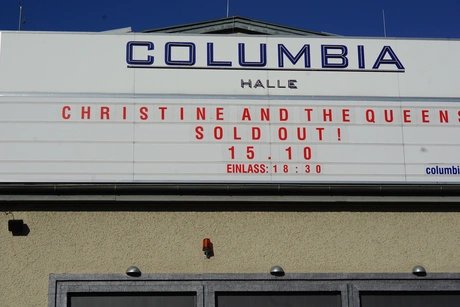 COLUMBIA
HALLE
CHRISTINE AND THE QUEENS
SOLD OUT!
15.10
EINLASS: 18:30
columbi